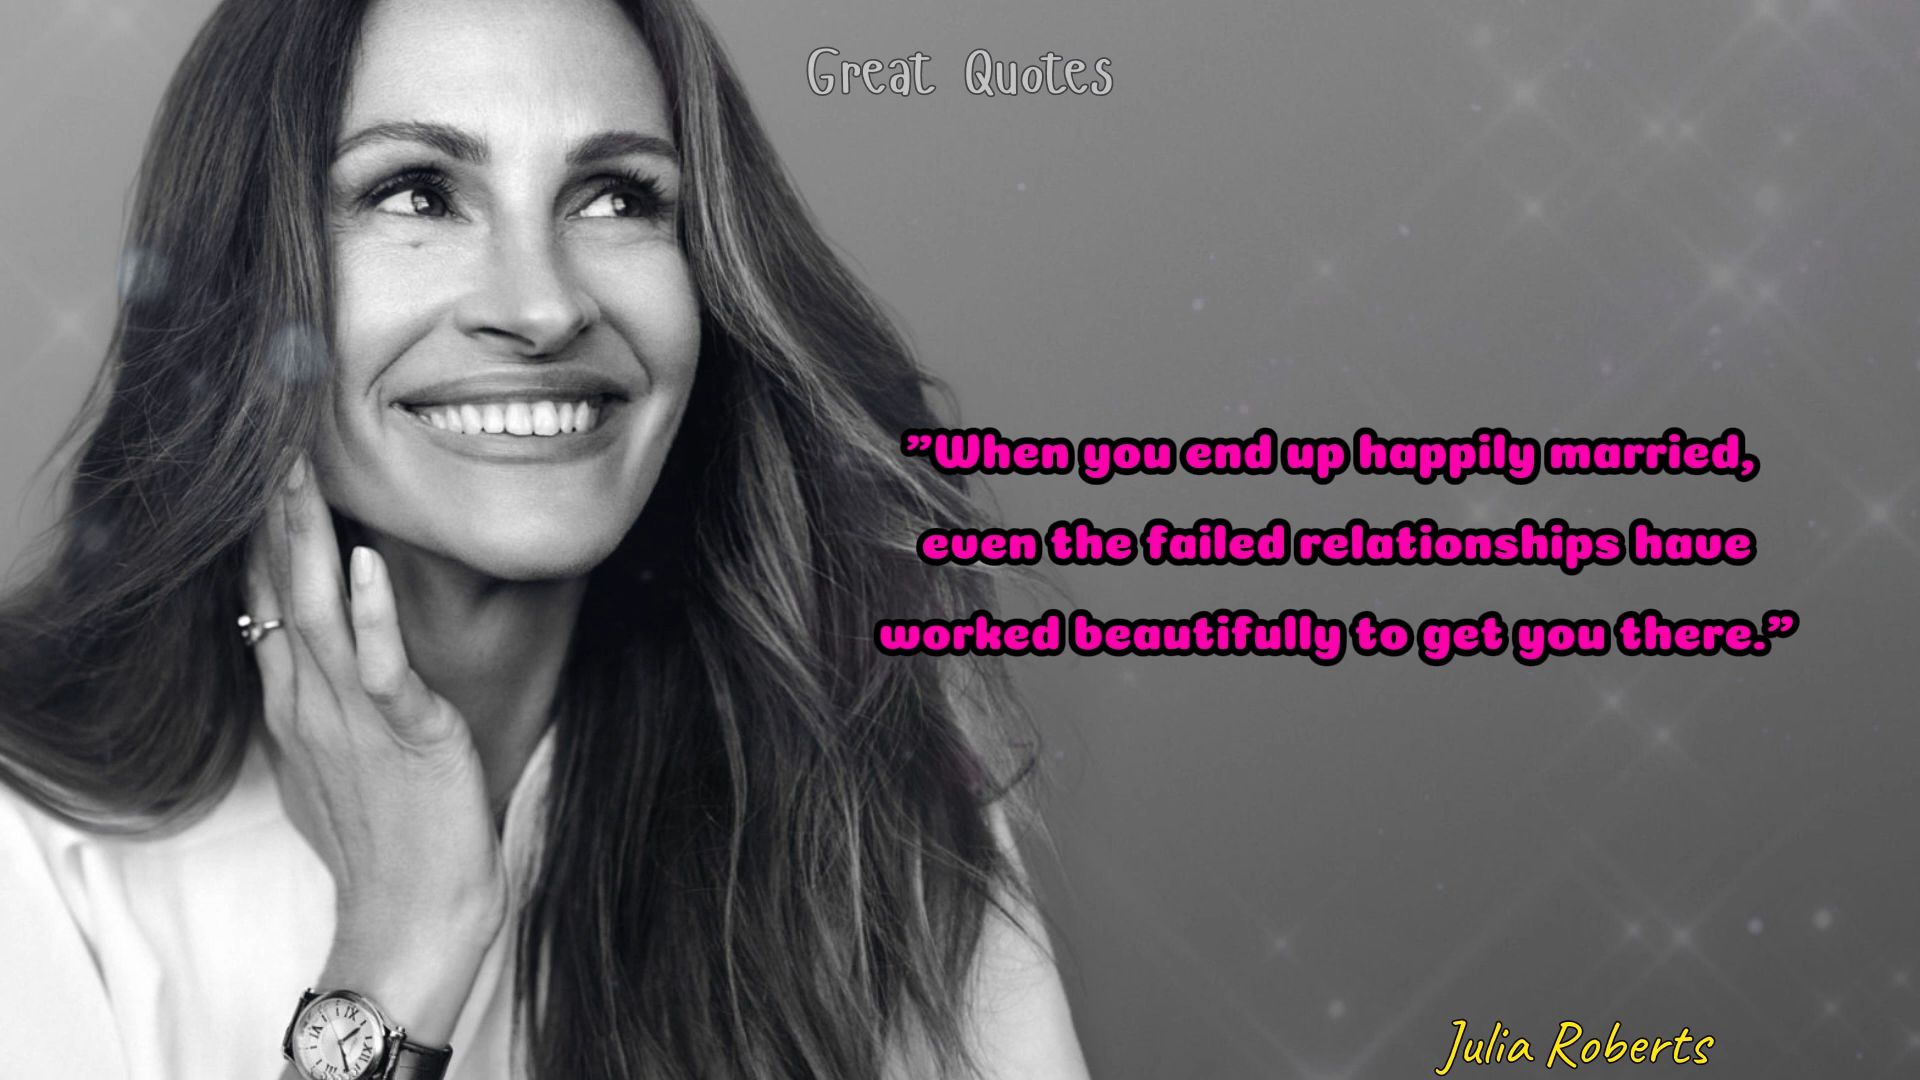 Great Quotes
”When you end up happily married,
even the failed relationships have
worked beautifully to get you there.”
Julia Roberts